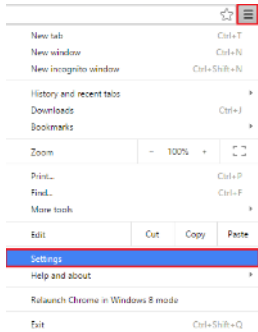 New tab Ctrl+T
New window Ctrl+N
New incognito window Ctrl+Shift+N
History and recent tabs
Downloads Ctrl+J
Bookmarks
Zoom - 100% +
Print... Ctrl+P
Find... Ctrl+F
More tools
Edit Cut Copy Paste
Settings
Help and about
Relaunch Chrome in Windows 8 mode
Exit Ctrl+Shift+Q